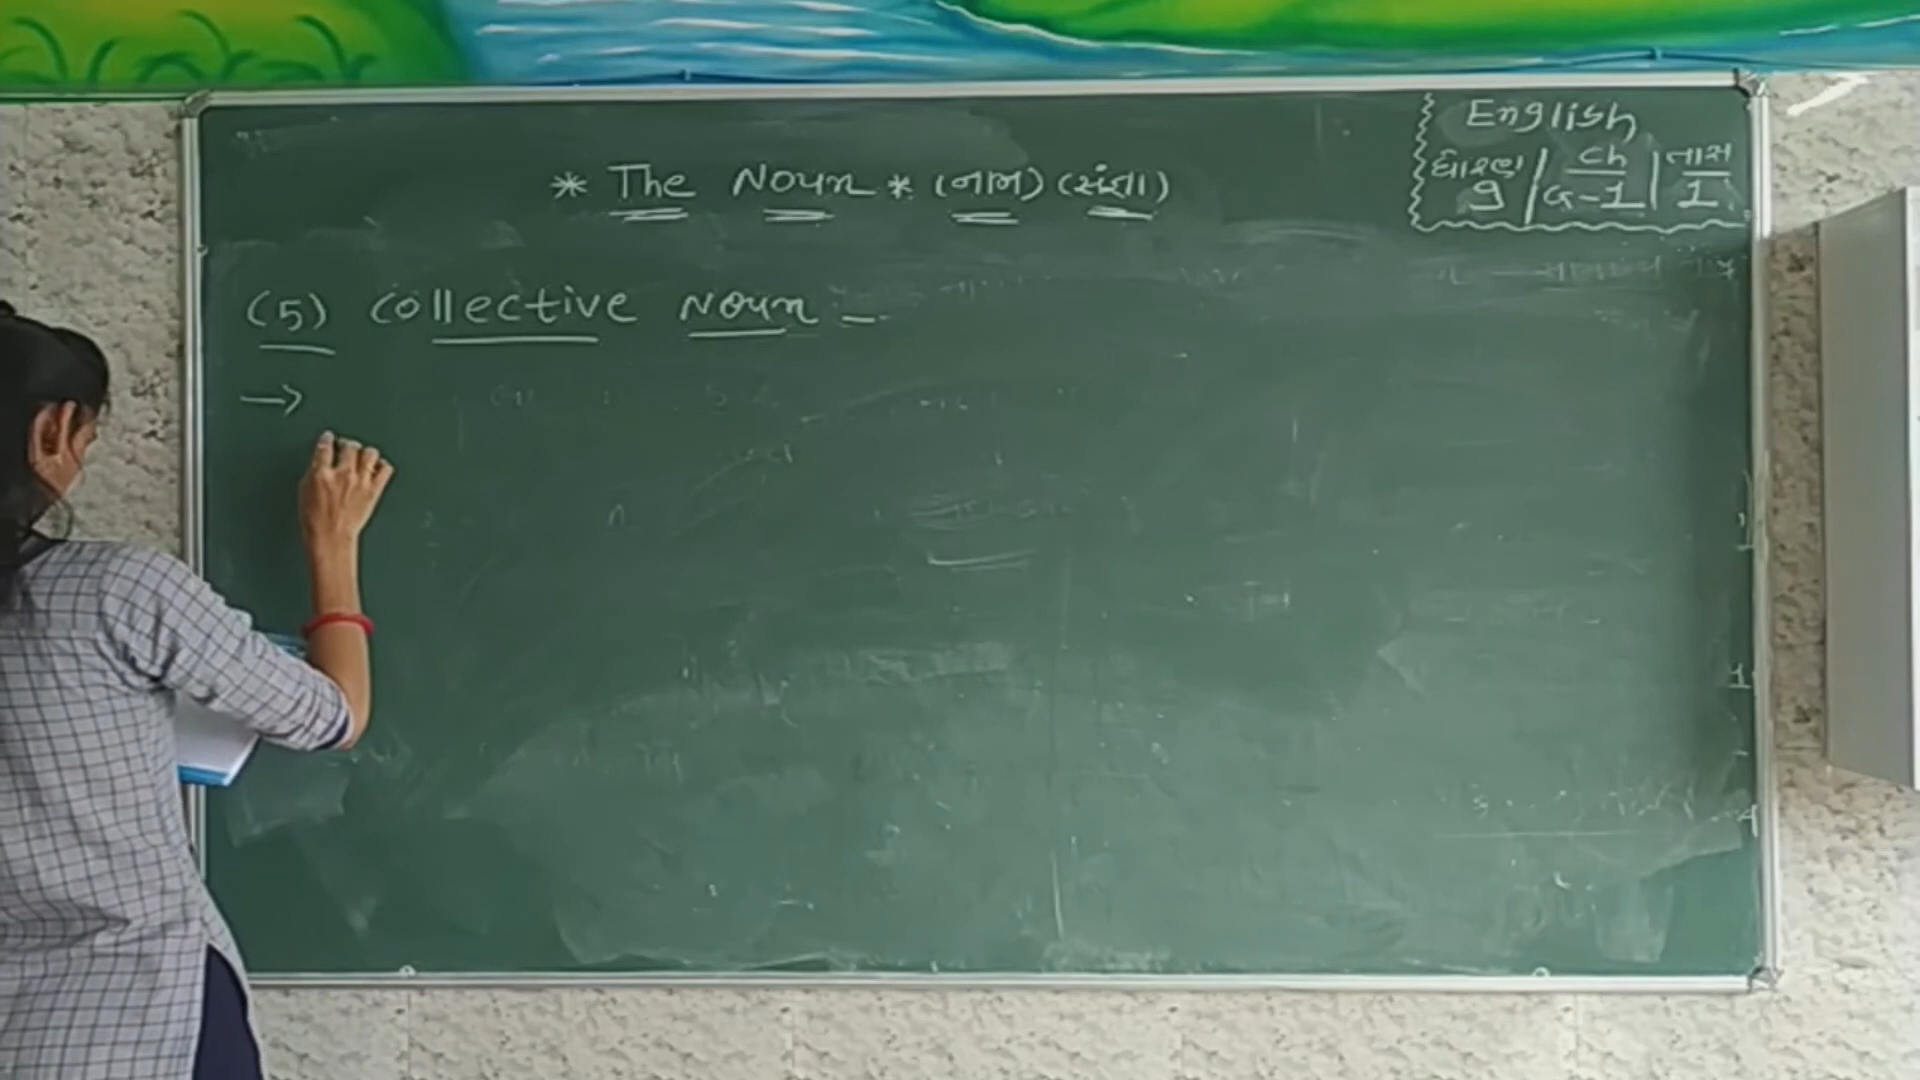 English
ધોરણ 9 | Ch G-1 | તાસ 1
* The Noun * (નામ) (સંજ્ઞા)
(5) Collective Noun -
→